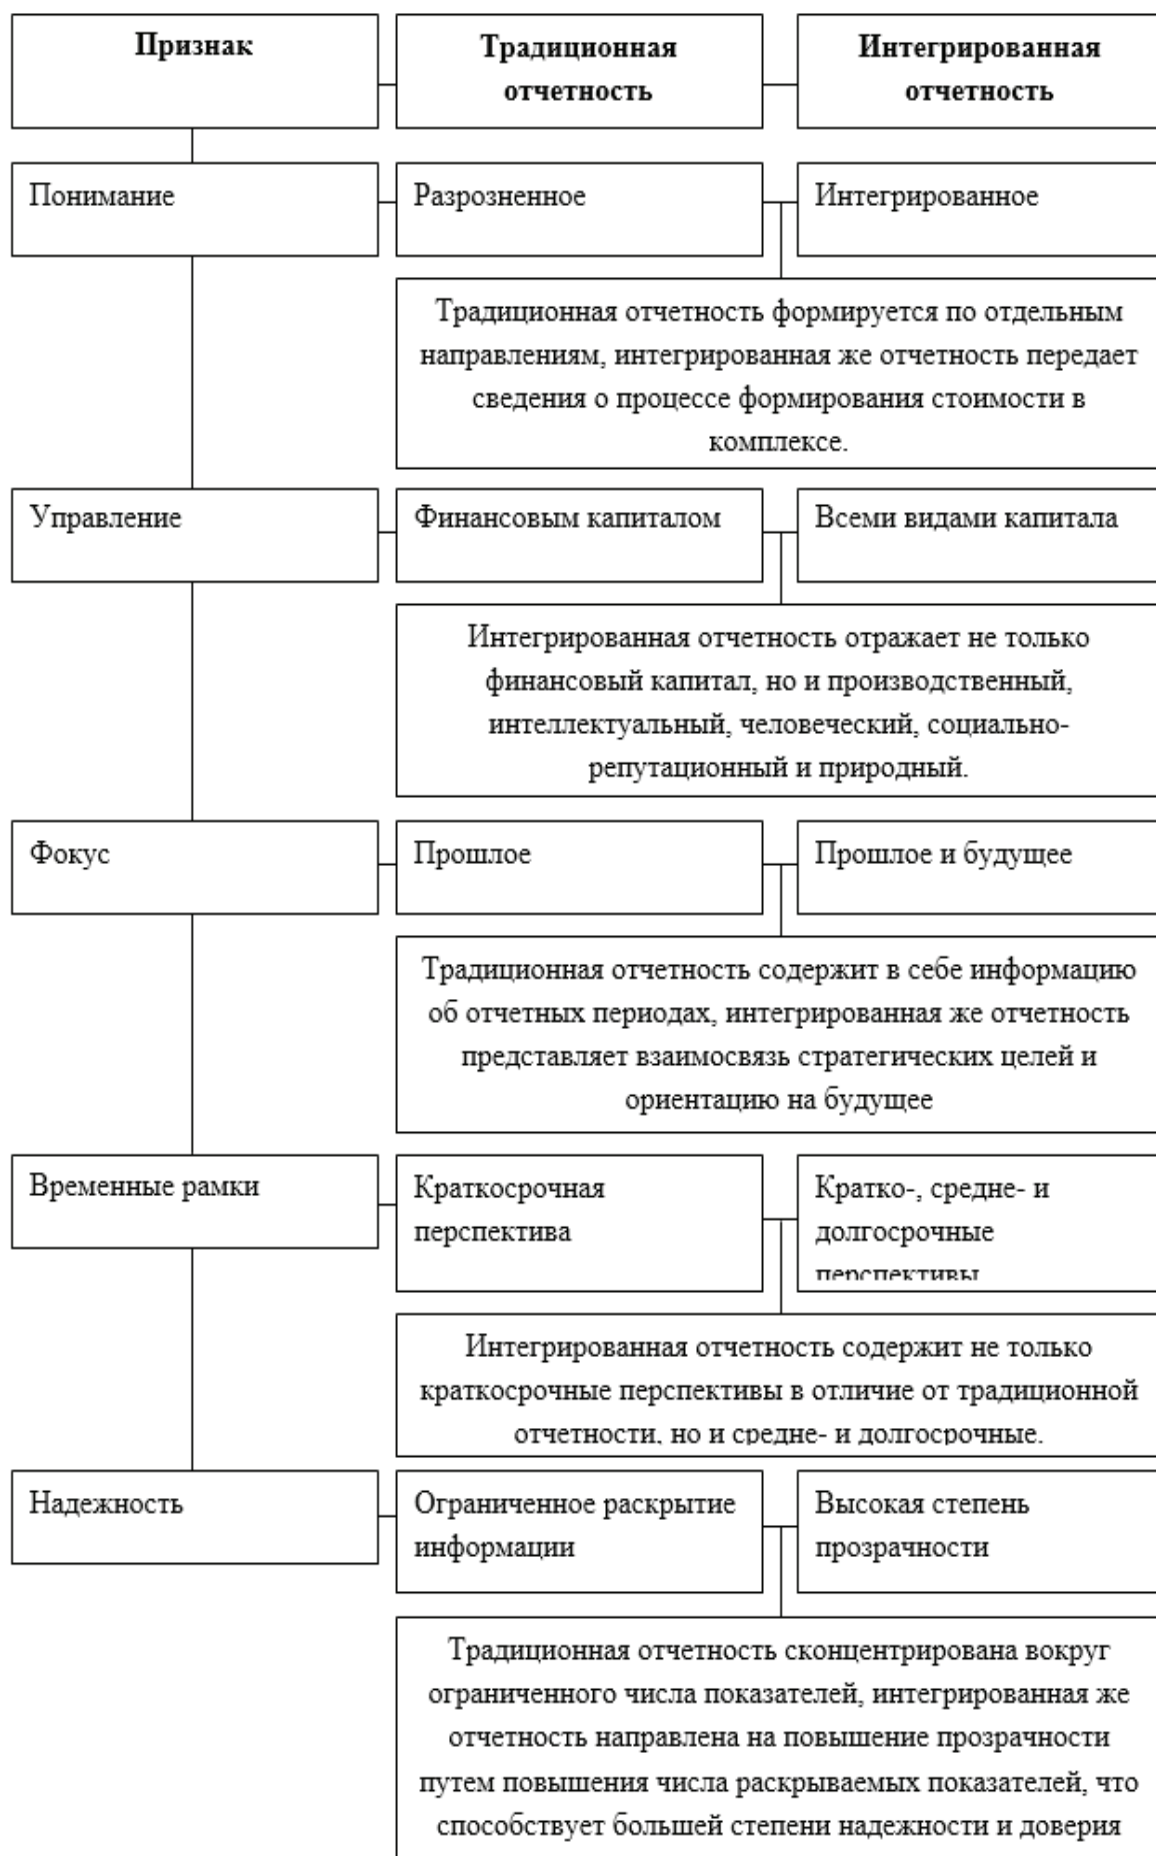 Признак
Традиционная
отчетность
Интегрированная
отчетность
Понимание
Разрозненное
Интегрированное
Традиционная отчетность формируется по отдельным
направлениям, интегрированная же отчетность передает
сведения о процессе формирования стоимости в
комплексе.
Управление
Финансовым капиталом
Всеми видами капитала
Интегрированная отчетность отражает не только
финансовый капитал, но и производственный,
интеллектуальный, человеческий, социально-
репутационный и природный.
Фокус
Прошлое
Прошлое и будущее
Традиционная отчетность содержит в себе информацию
об отчетных периодах, интегрированная же отчетность
представляет взаимосвязь стратегических целей и
ориентацию на будущее
Временные рамки
Краткосрочная
перспектива
Кратко-, средне- и
долгосрочные
перспективы
Интегрированная отчетность содержит не только
краткосрочные перспективы в отличие от традиционной
отчетности, но и средне- и долгосрочные.
Надежность
Ограниченное раскрытие
информации
Высокая степень
прозрачности
Традиционная отчетность сконцентрирована вокруг
ограниченного числа показателей, интегрированная же
отчетность направлена на повышение прозрачности
путем повышения числа раскрываемых показателей, что
способствует большей степени надежности и доверия